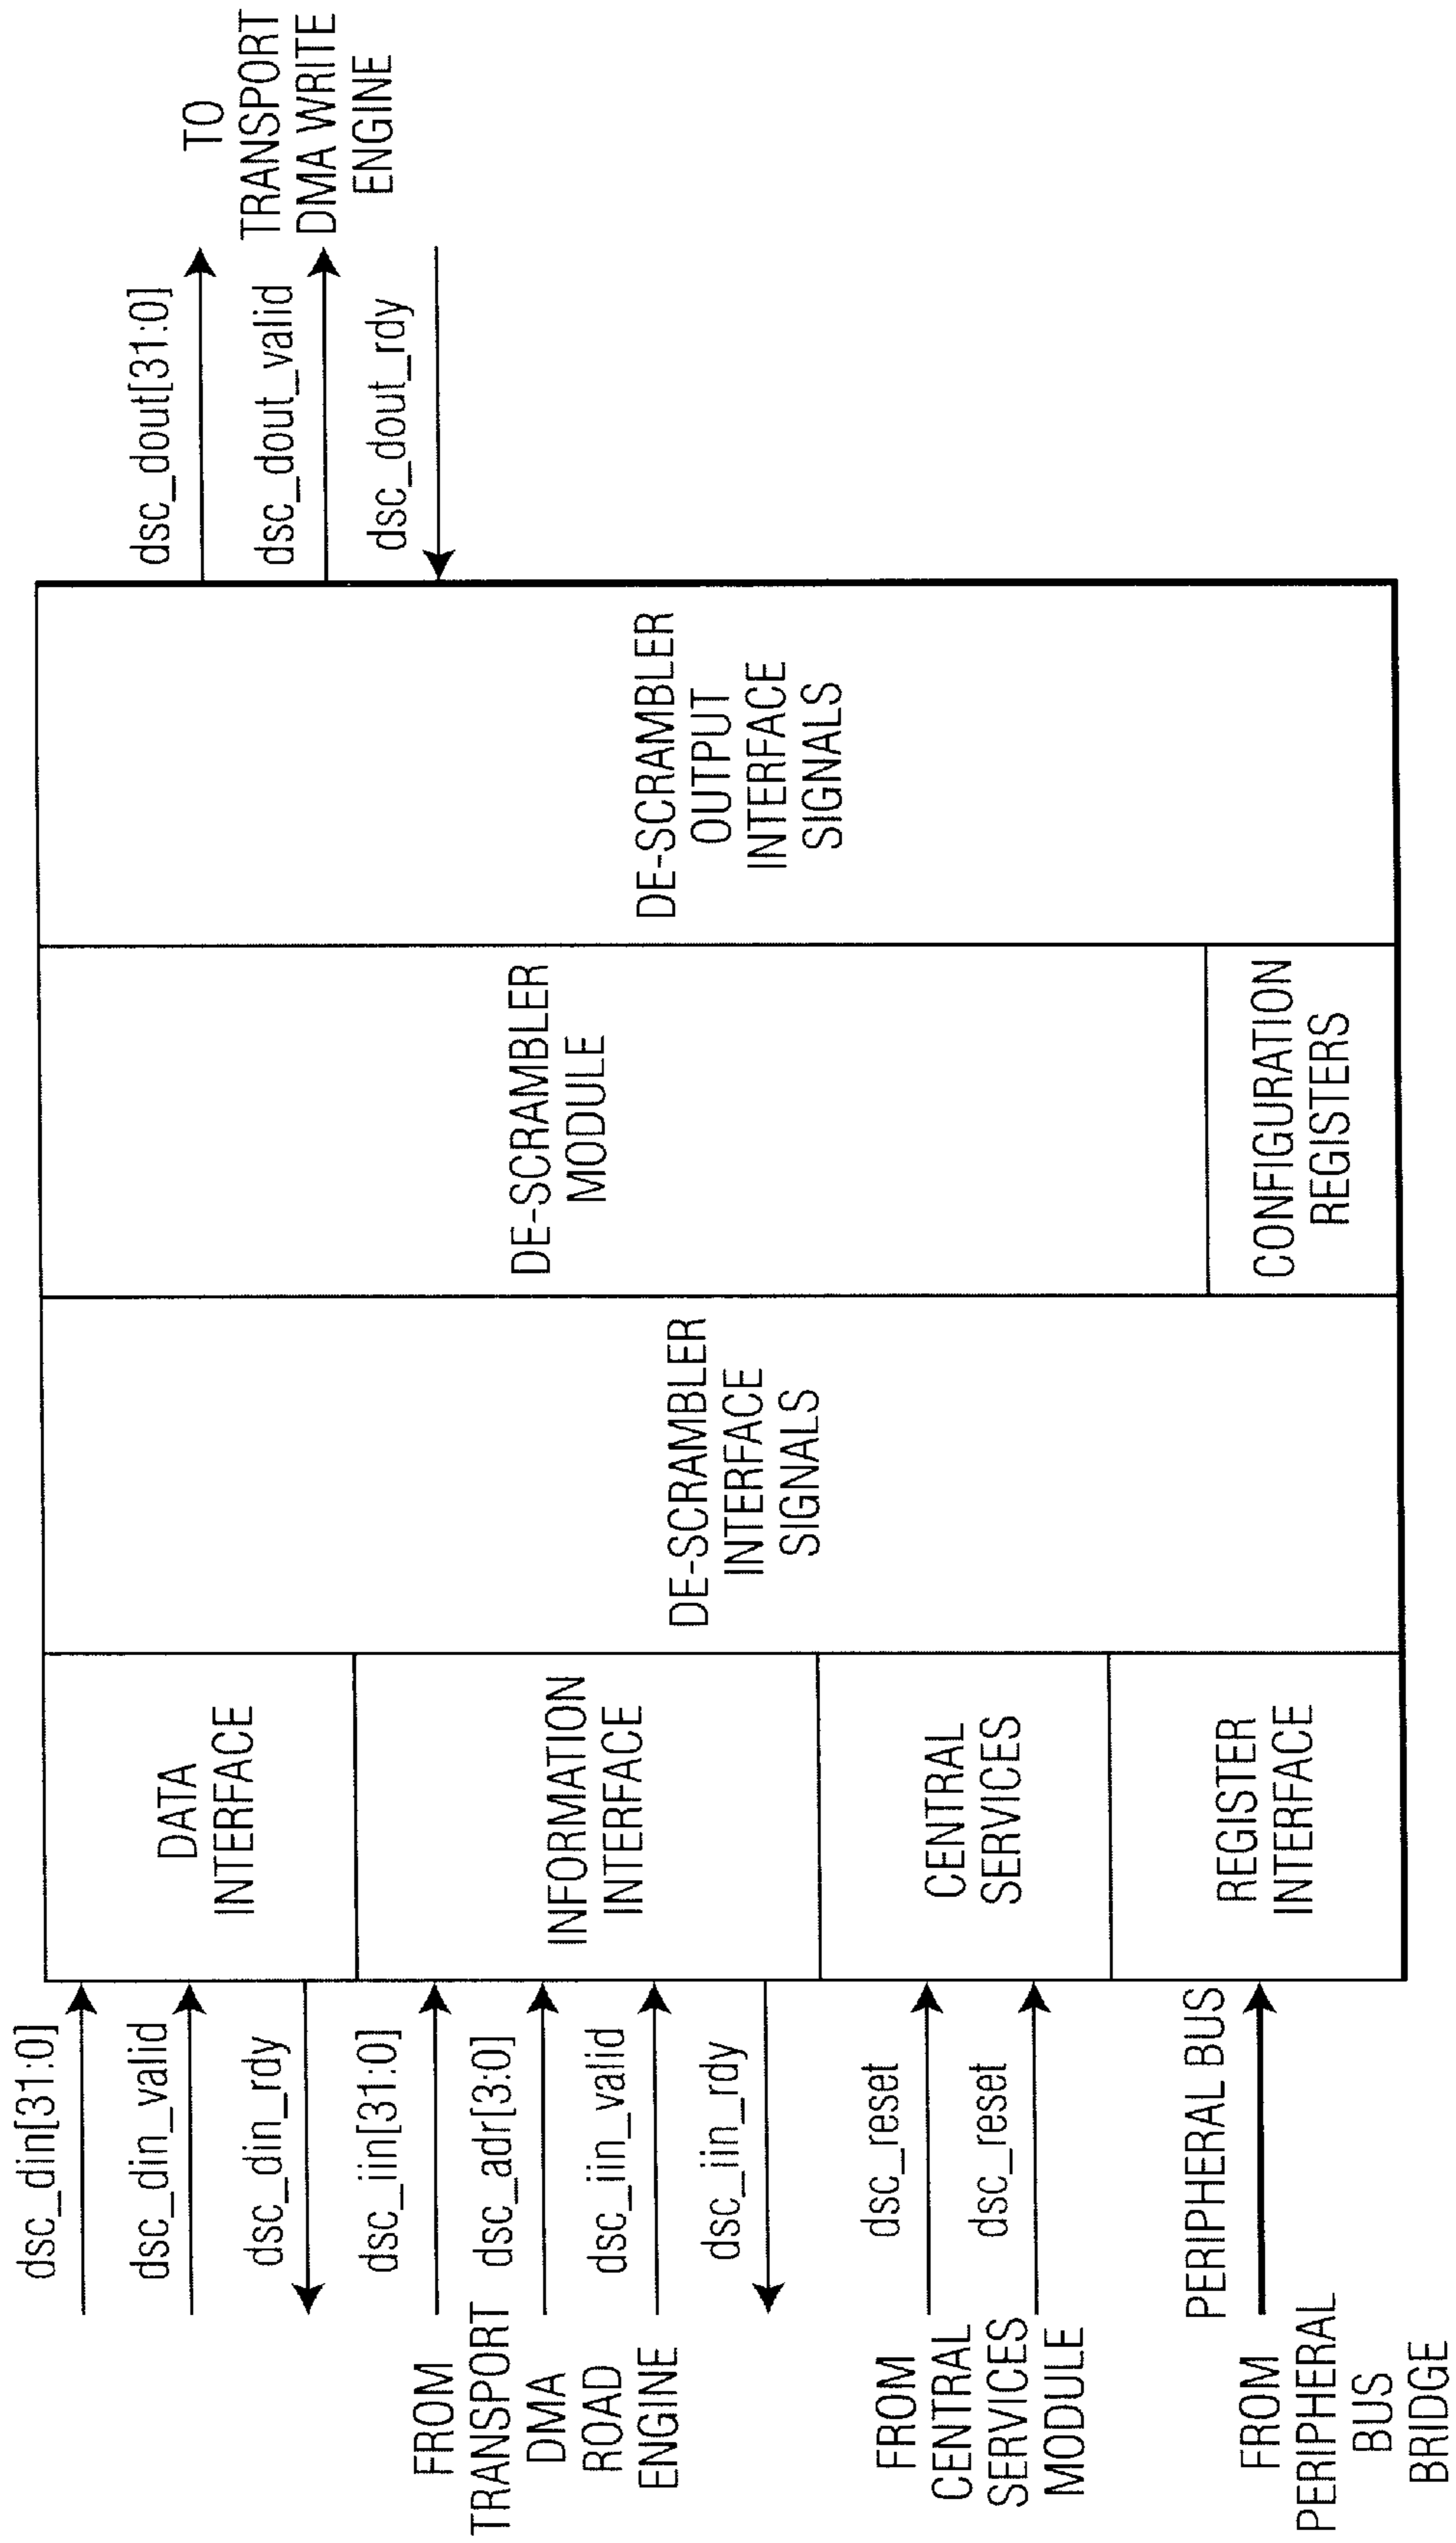 dsc_din[31:0]
dsc_din_valid
dsc_din_rdy
dsc_iin[31:0]
FROM
TRANSPORT
DMA
ROAD
ENGINE
dsc_adr[3:0]
dsc_iin_valid
dsc_iin_rdy
FROM
CENTRAL
SERVICES
MODULE
dsc_reset
dsc_reset
PERIPHERAL BUS
FROM
PERIPHERAL
BUS
BRIDGE
DATA
INTERFACE
INFORMATION
INTERFACE
CENTRAL
SERVICES
REGISTER
INTERFACE
DE-SCRAMBLER
INTERFACE
SIGNALS
DE-SCRAMBLER
MODULE
CONFIGURATION
REGISTERS
DE-SCRAMBLER
OUTPUT
INTERFACE
SIGNALS
dsc_dout[31:0]
dsc_dout_valid
dsc_dout_rdy
TO
TRANSPORT
DMA WRITE
ENGINE